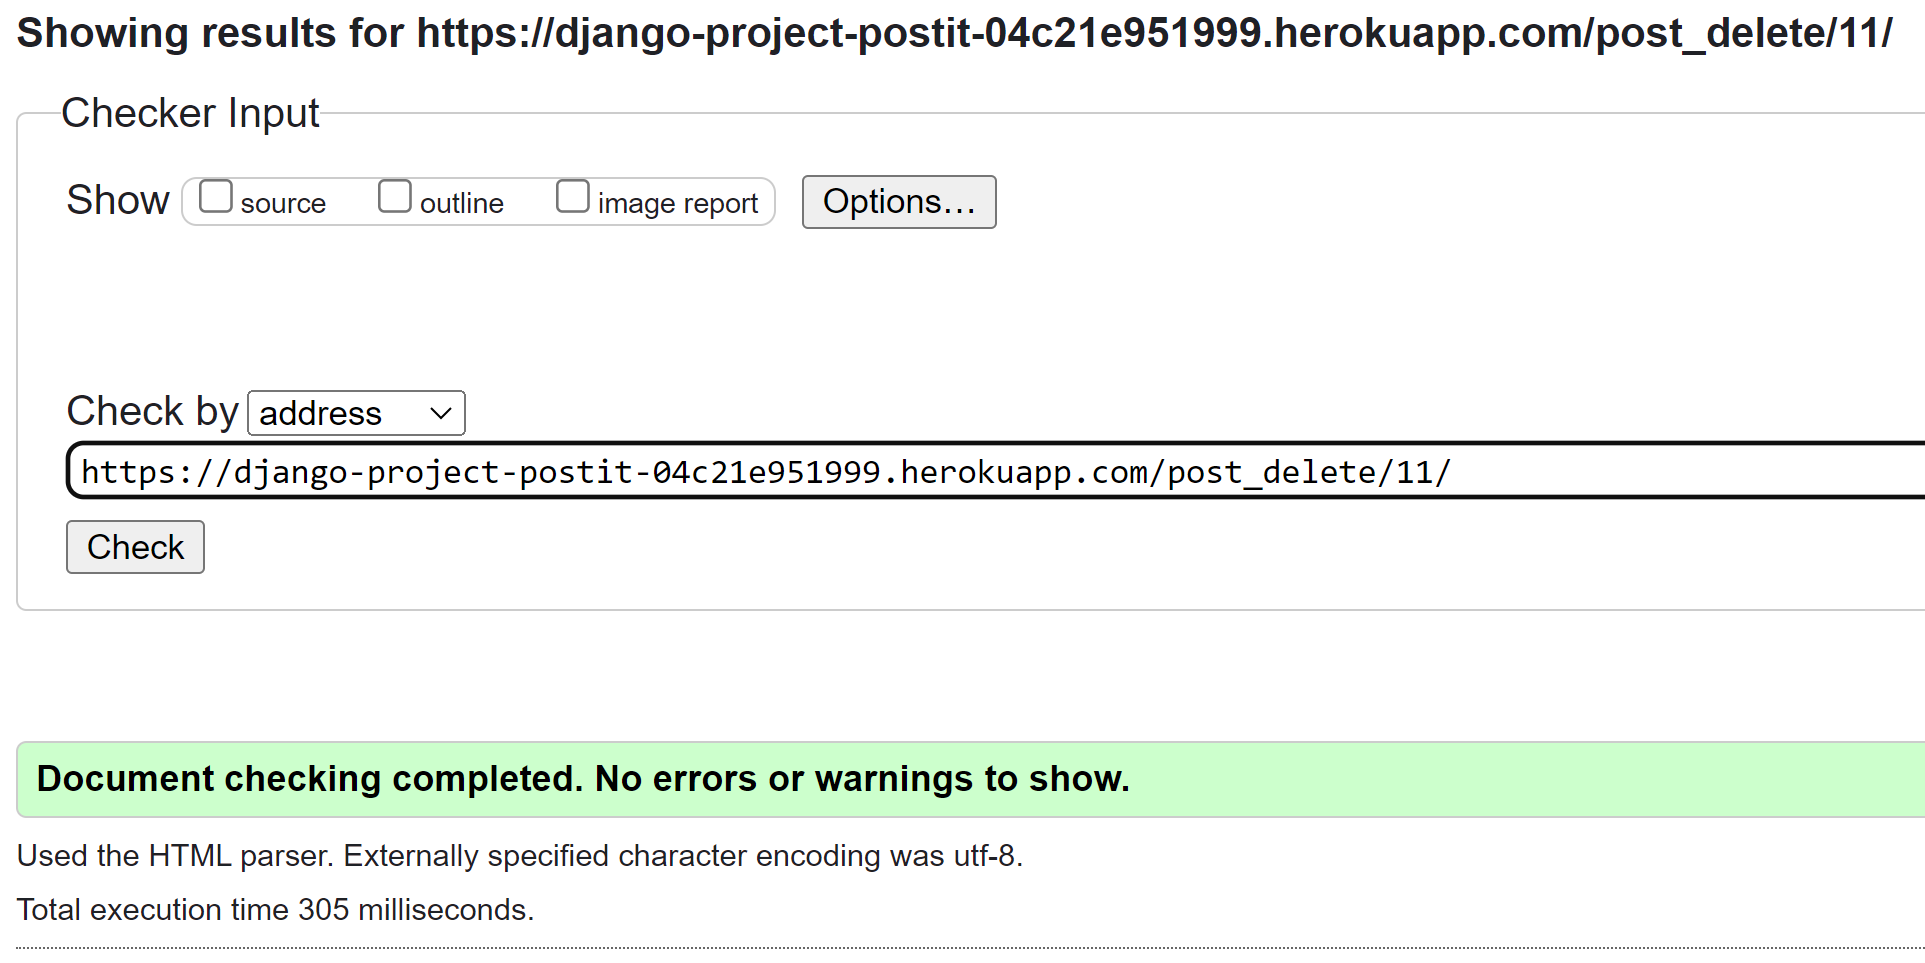 Showing results for https://django-project-postit-04c21e951999.herokuapp.com/post_delete/11/
Checker Input
Show source outline image report Options...
Check by address
https://django-project-postit-04c21e951999.herokuapp.com/post_delete/11/
Check
Document checking completed. No errors or warnings to show.
Used the HTML parser. Externally specified character encoding was utf-8.
Total execution time 305 milliseconds.